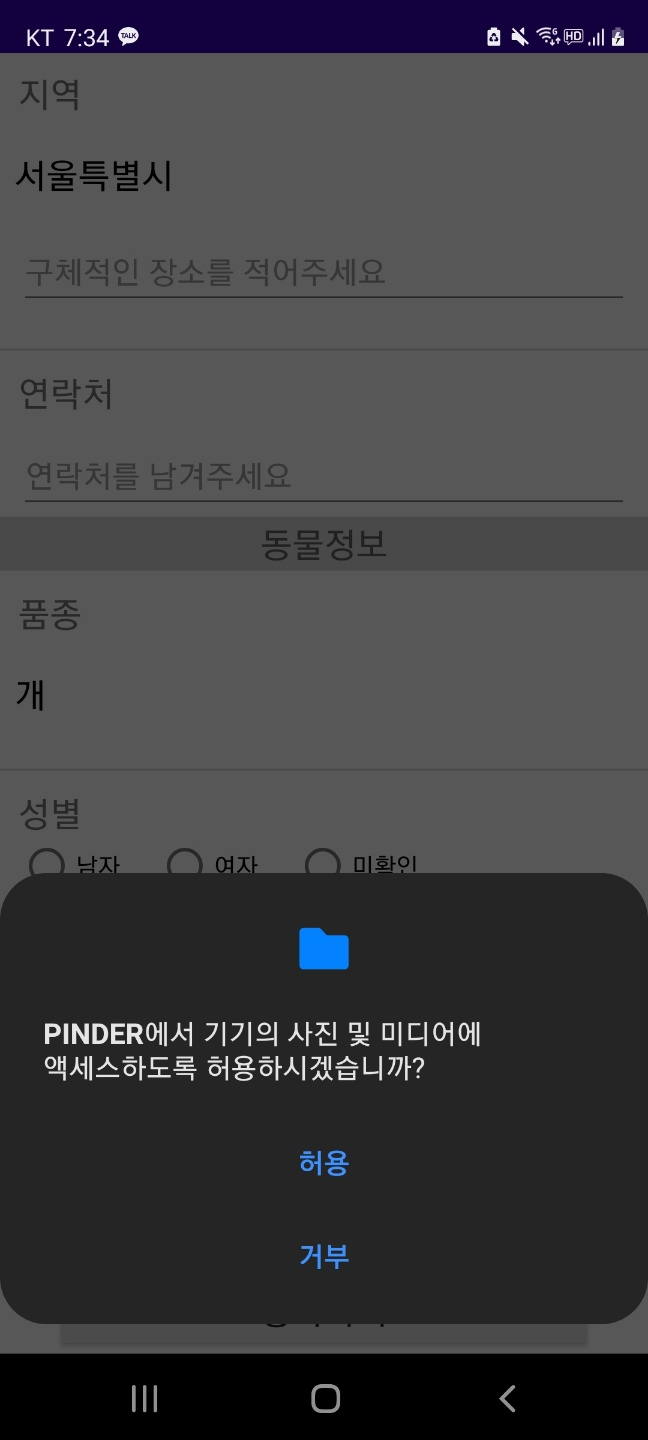 KT 7:34 TALK 6 HD
지역
서울특별시
구체적인 장소를 적어주세요
연락처
연락처를 남겨주세요
동물정보
품종
개
성별
남자 여자 미확인
PINDER에서 기기의 사진 및 미디어에
액세스하도록 허용하시겠습니까?
허용
거부